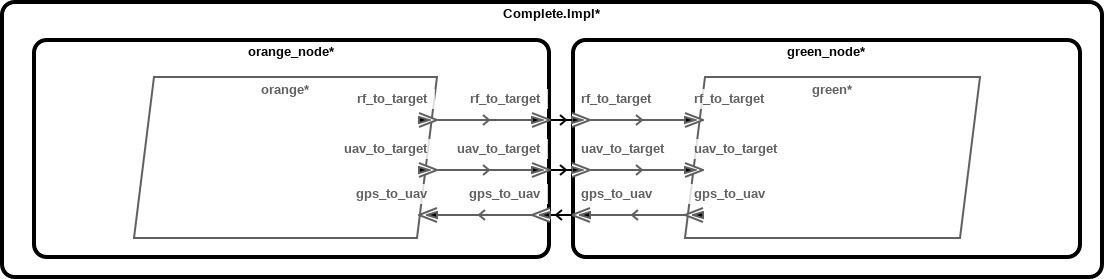 Complete.Impl*
orange_node*
green_node*
orange*
green*
rf_to_target
rf_to_target
rf_to_target
rf_to_target
uav_to_target
uav_to_target
uav_to_target
uav_to_target
gps_to_uav
gps_to_uav
gps_to_uav
gps_to_uav